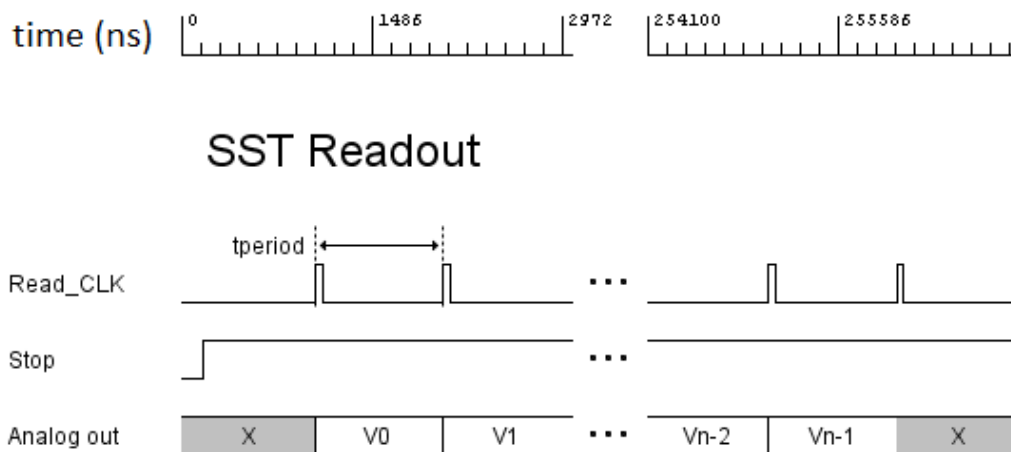 time (ns) 0 1486 2972 254100 255586
SST Readout
tperiod
Read_CLK ...
Stop ...
Analog out X V0 V1 ... Vn-2 Vn-1 X